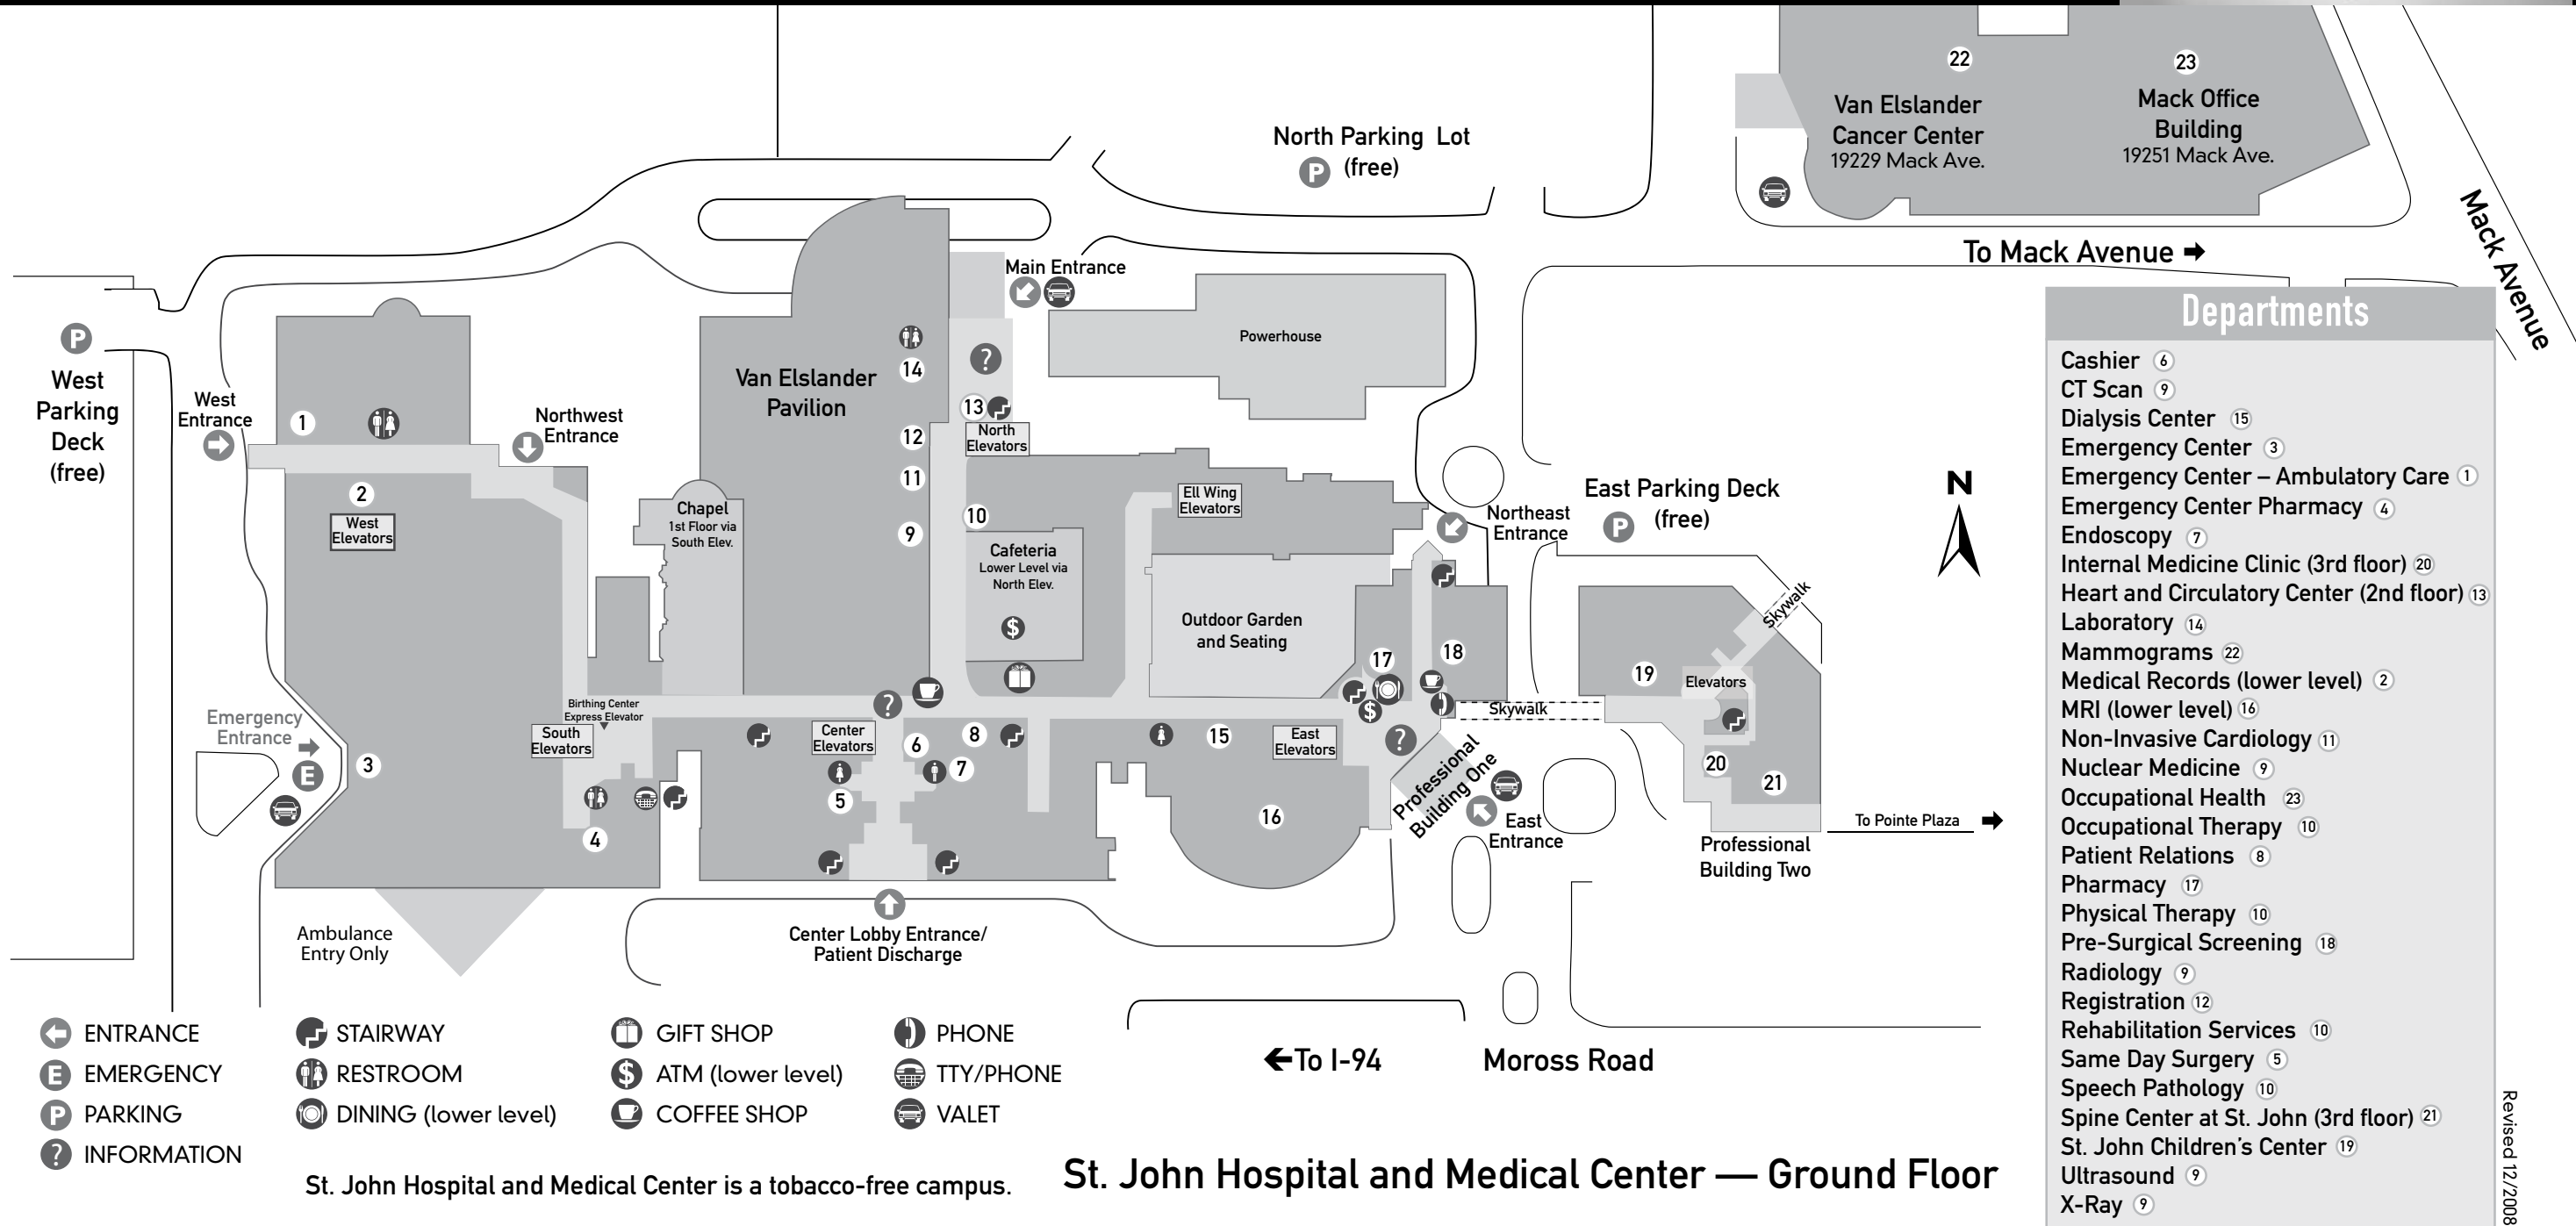 22
23
Van Elslander
Cancer Center
19229 Mack Ave.
Mack Office
Building
19251 Mack Ave.
North Parking Lot
P (free)
Mack Avenue
To Mack Avenue
Main Entrance
Powerhouse
P
West
Parking
Deck
(free)
West
Entrance
1
Northwest
Entrance
2
West
Elevators
Van Elslander
Pavilion
14
?
13
North
Elevators
12
11
10
9
Chapel
1st Floor via
South Elev.
Cafeteria
Lower Level via
North Elev.
$
Ell Wing
Elevators
Outdoor Garden
and Seating
Northeast
Entrance
East Parking Deck
P (free)
N
17
18
$
?
Skywalk
19
Elevators
Skywalk
20
21
Birthing Center
Express Elevator
South
Elevators
Emergency
Entrance
E
3
4
?
Center
Elevators
6
8
7
5
15
East
Elevators
16
Professional
Building One
East
Entrance
Professional
Building Two
To Pointe Plaza
Ambulance
Entry Only
Center Lobby Entrance/
Patient Discharge
ENTRANCE
E EMERGENCY
P PARKING
? INFORMATION
STAIRWAY
RESTROOM
DINING (lower level)
GIFT SHOP
$ ATM (lower level)
COFFEE SHOP
PHONE
TTY/PHONE
VALET
To I-94
Moross Road
St. John Hospital and Medical Center is a tobacco-free campus.
St. John Hospital and Medical Center — Ground Floor
Departments
Cashier 6
CT Scan 9
Dialysis Center 15
Emergency Center 3
Emergency Center – Ambulatory Care 1
Emergency Center Pharmacy 4
Endoscopy 7
Internal Medicine Clinic (3rd floor) 20
Heart and Circulatory Center (2nd floor) 13
Laboratory 14
Mammograms 22
Medical Records (lower level) 2
MRI (lower level) 16
Non-Invasive Cardiology 11
Nuclear Medicine 9
Occupational Health 23
Occupational Therapy 10
Patient Relations 8
Pharmacy 17
Physical Therapy 10
Pre-Surgical Screening 18
Radiology 9
Registration 12
Rehabilitation Services 10
Same Day Surgery 5
Speech Pathology 10
Spine Center at St. John (3rd floor) 21
St. John Children's Center 19
Ultrasound 9
X-Ray 9
Revised 12/2008